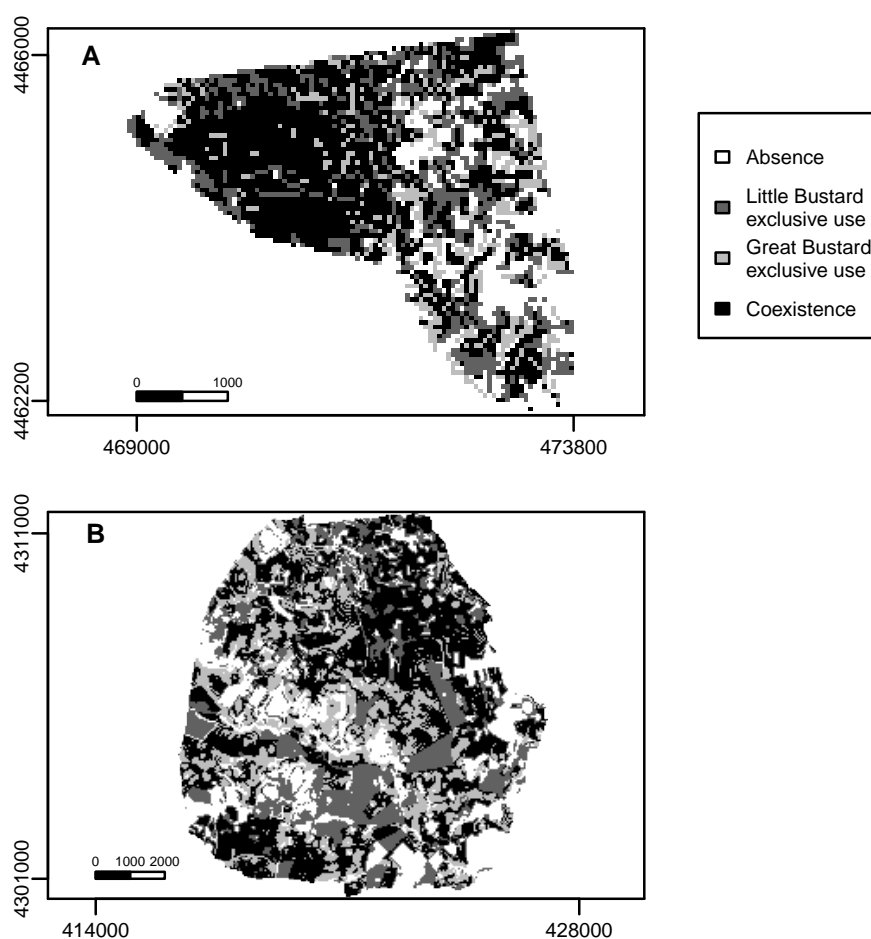 A
4466000
4462200
0 1000
469000 473800
Absence
Little Bustard
exclusive use
Great Bustard
exclusive use
Coexistence
B
4311000
4301000
0 1000 2000
414000 428000